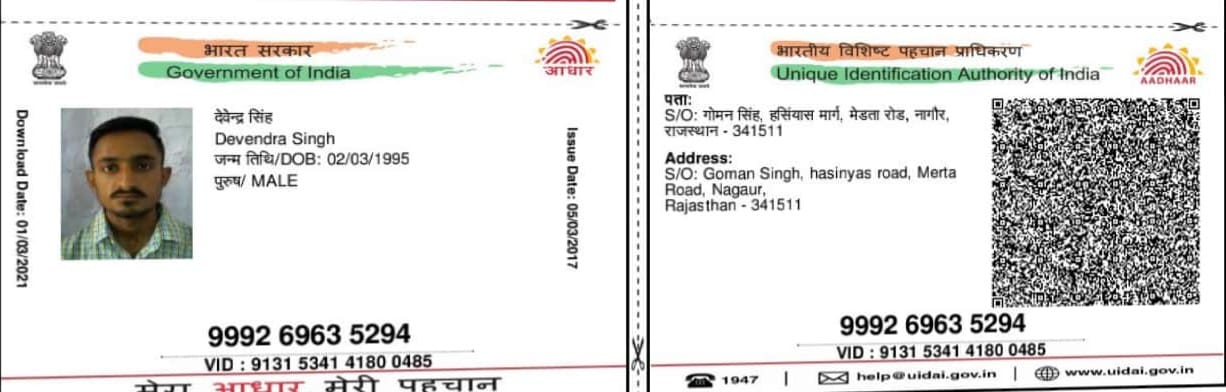 भारत सरकार
Government of India
आधार
Download Date: 01/03/2021
देवेन्द्र सिंह
Devendra Singh
जन्म तिथि/DOB: 02/03/1995
पुरुष/ MALE
Issue Date: 05/03/2017
9992 6963 5294
VID : 9131 5341 4180 0485
मेरा आधार मेरी पहचान
भारतीय विशिष्ट पहचान प्राधिकरण
Unique Identification Authority of India
AADHAAR
पता:
S/O: गोमन सिंह, हसिंयास मार्ग, मेडता रोड, नागौर,
राजस्थान - 341511
Address:
S/O: Goman Singh, hasinyas road, Merta
Road, Nagaur,
Rajasthan - 341511
9992 6963 5294
VID : 9131 5341 4180 0485
1947 | help@uidai.gov.in | www.uidai.gov.in